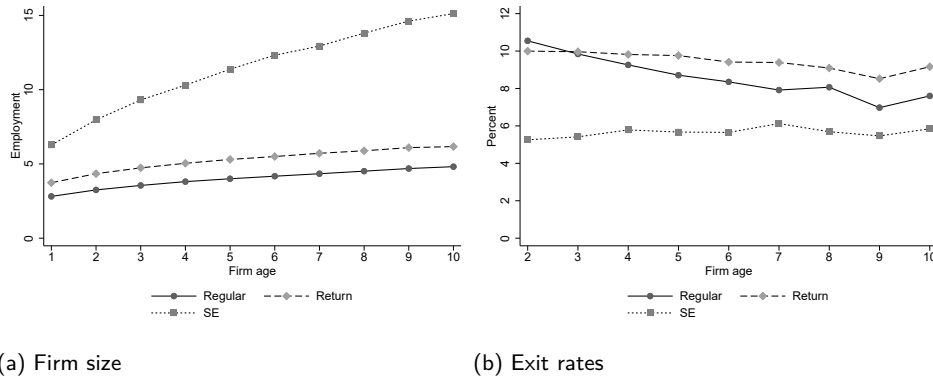 Employment
0 5 10 15
1 2 3 4 5 6 7 8 9 10
Firm age
Regular Return
SE
(a) Firm size
Percent
0 2 4 6 8 10 12
2 3 4 5 6 7 8 9 10
Firm age
Regular Return
SE
(b) Exit rates